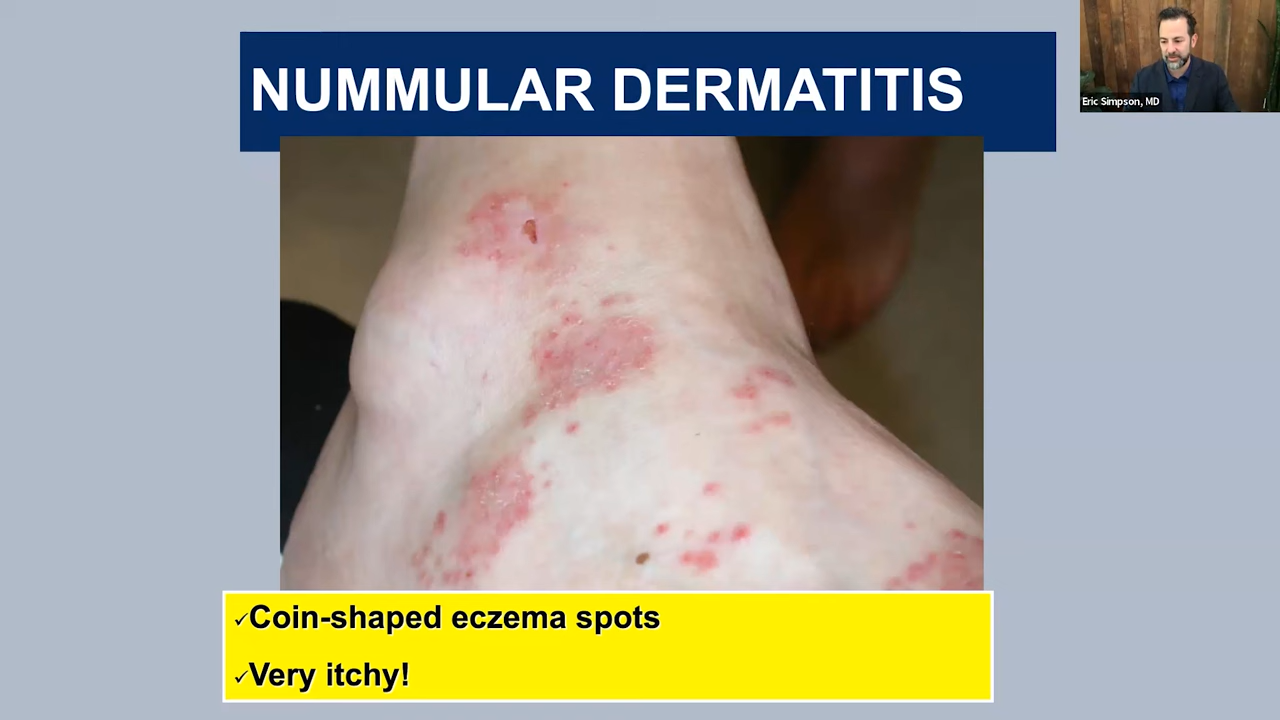 NUMMULAR DERMATITIS
Eric Simpson, MD
✓Coin-shaped eczema spots
✓Very itchy!